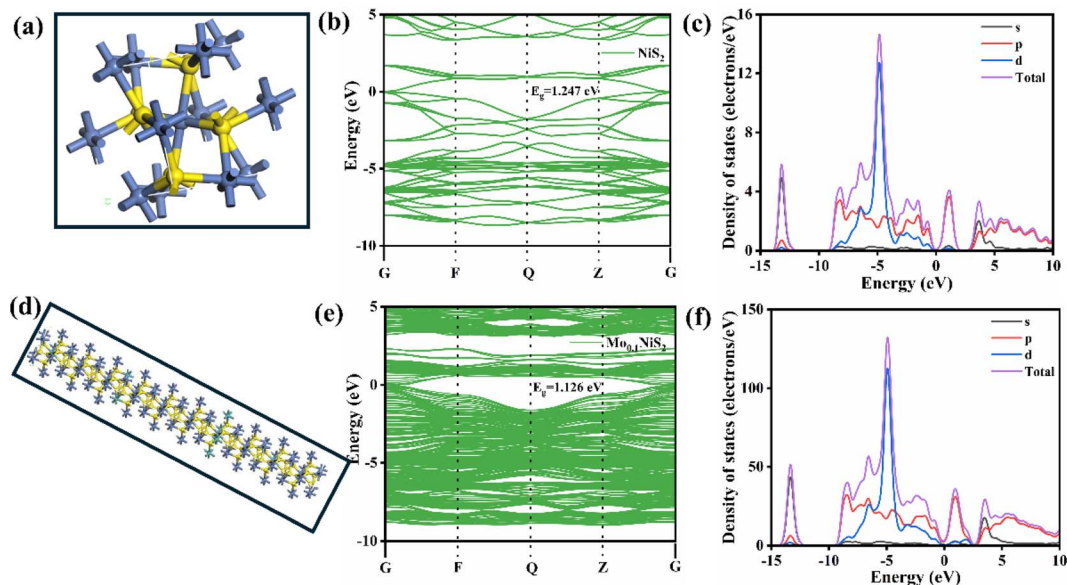 (a)
(b)
5
0
-5
-10
Energy (eV)
G F Q Z G
NiS2
Eg=1.247 eV
(c)
16
12
8
4
0
Density of states (electrons/eV)
-15 -10 -5 0 5 10
Energy (eV)
s
p
d
Total
(d)
(e)
5
0
-5
-10
Energy (eV)
G F Q Z G
Mo0.1NiS2
Eg=1.126 eV
(f)
150
100
50
0
Density of states (electrons/eV)
-15 -10 -5 0 5 10
Energy (eV)
s
p
d
Total